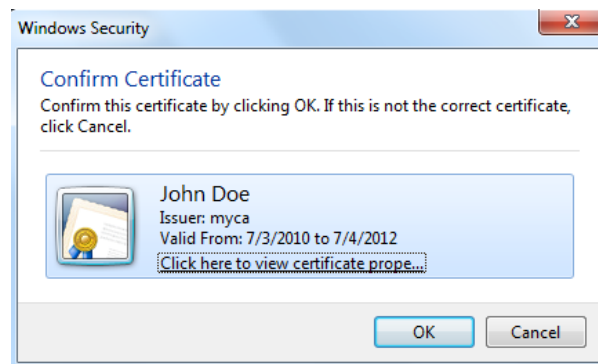 Windows Security
Confirm Certificate
Confirm this certificate by clicking OK. If this is not the correct certificate,
click Cancel.
John Doe
Issuer: myca
Valid From: 7/3/2010 to 7/4/2012
Click here to view certificate prope...
OK
Cancel